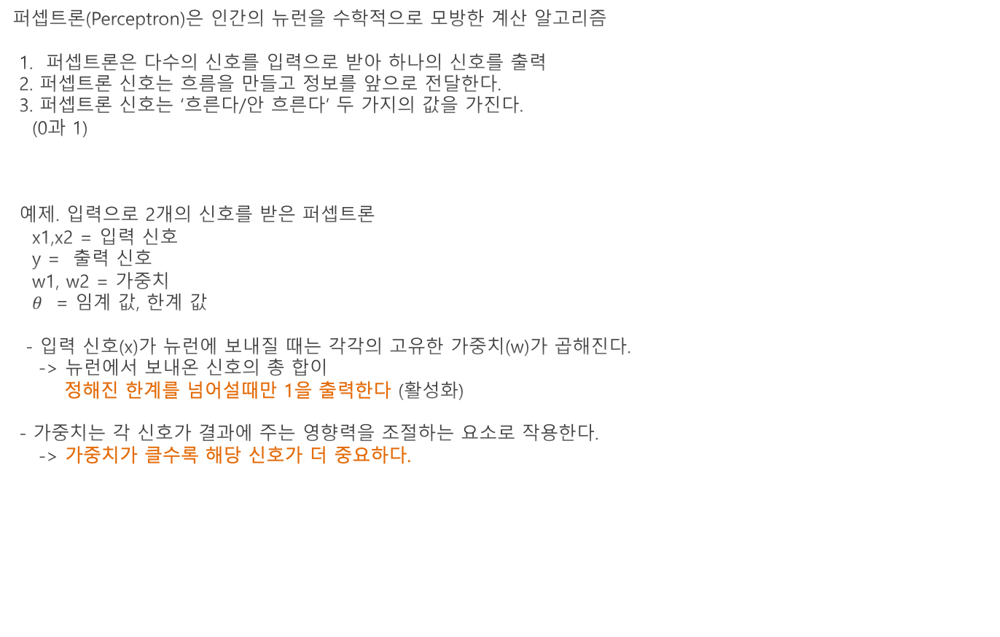 퍼셉트론(Perceptron)은 인간의 뉴런을 수학적으로 모방한 계산 알고리즘
1. 퍼셉트론은 다수의 신호를 입력으로 받아 하나의 신호를 출력
2. 퍼셉트론 신호는 흐름을 만들고 정보를 앞으로 전달한다.
3. 퍼셉트론 신호는 ‘흐른다/안 흐른다’ 두 가지의 값을 가진다.
(0과 1)
예제. 입력으로 2개의 신호를 받은 퍼셉트론
x1,x2 = 입력 신호
y = 출력 신호
w1, w2 = 가중치
𝜃 = 임계 값, 한계 값
- 입력 신호(x)가 뉴런에 보내질 때는 각각의 고유한 가중치(w)가 곱해진다.
-> 뉴런에서 보내온 신호의 총 합이
정해진 한계를 넘어설때만 1을 출력한다 (활성화)
- 가중치는 각 신호가 결과에 주는 영향력을 조절하는 요소로 작용한다.
-> 가중치가 클수록 해당 신호가 더 중요하다.